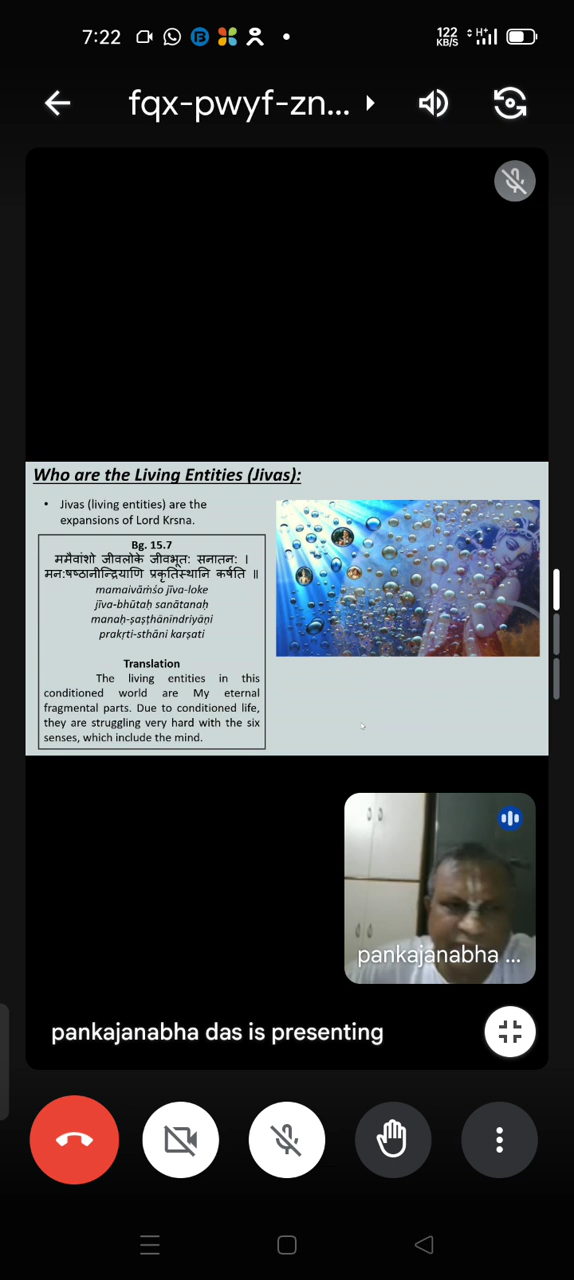 7:22
122
KB/S
H+
fqx-pwyf-zn...
Who are the Living Entities (Jivas):
• Jivas (living entities) are the
expansions of Lord Krsna.
Bg. 15.7
ममैवांशो जीवलोके जीवभूतः सनातनः ।
मनःषष्ठानीन्द्रियाणि प्रकृतिस्थानि कर्षति ॥
mamaivāṁśo jīva-loke
jīva-bhūtaḥ sanātanaḥ
manaḥ-ṣaṣṭhānīndriyāṇi
prakṛti-sthāni karṣati
Translation
The living entities in this
conditioned world are My eternal
fragmental parts. Due to conditioned life,
they are struggling very hard with the six
senses, which include the mind.
pankajanabha ...
pankajanabha das is presenting